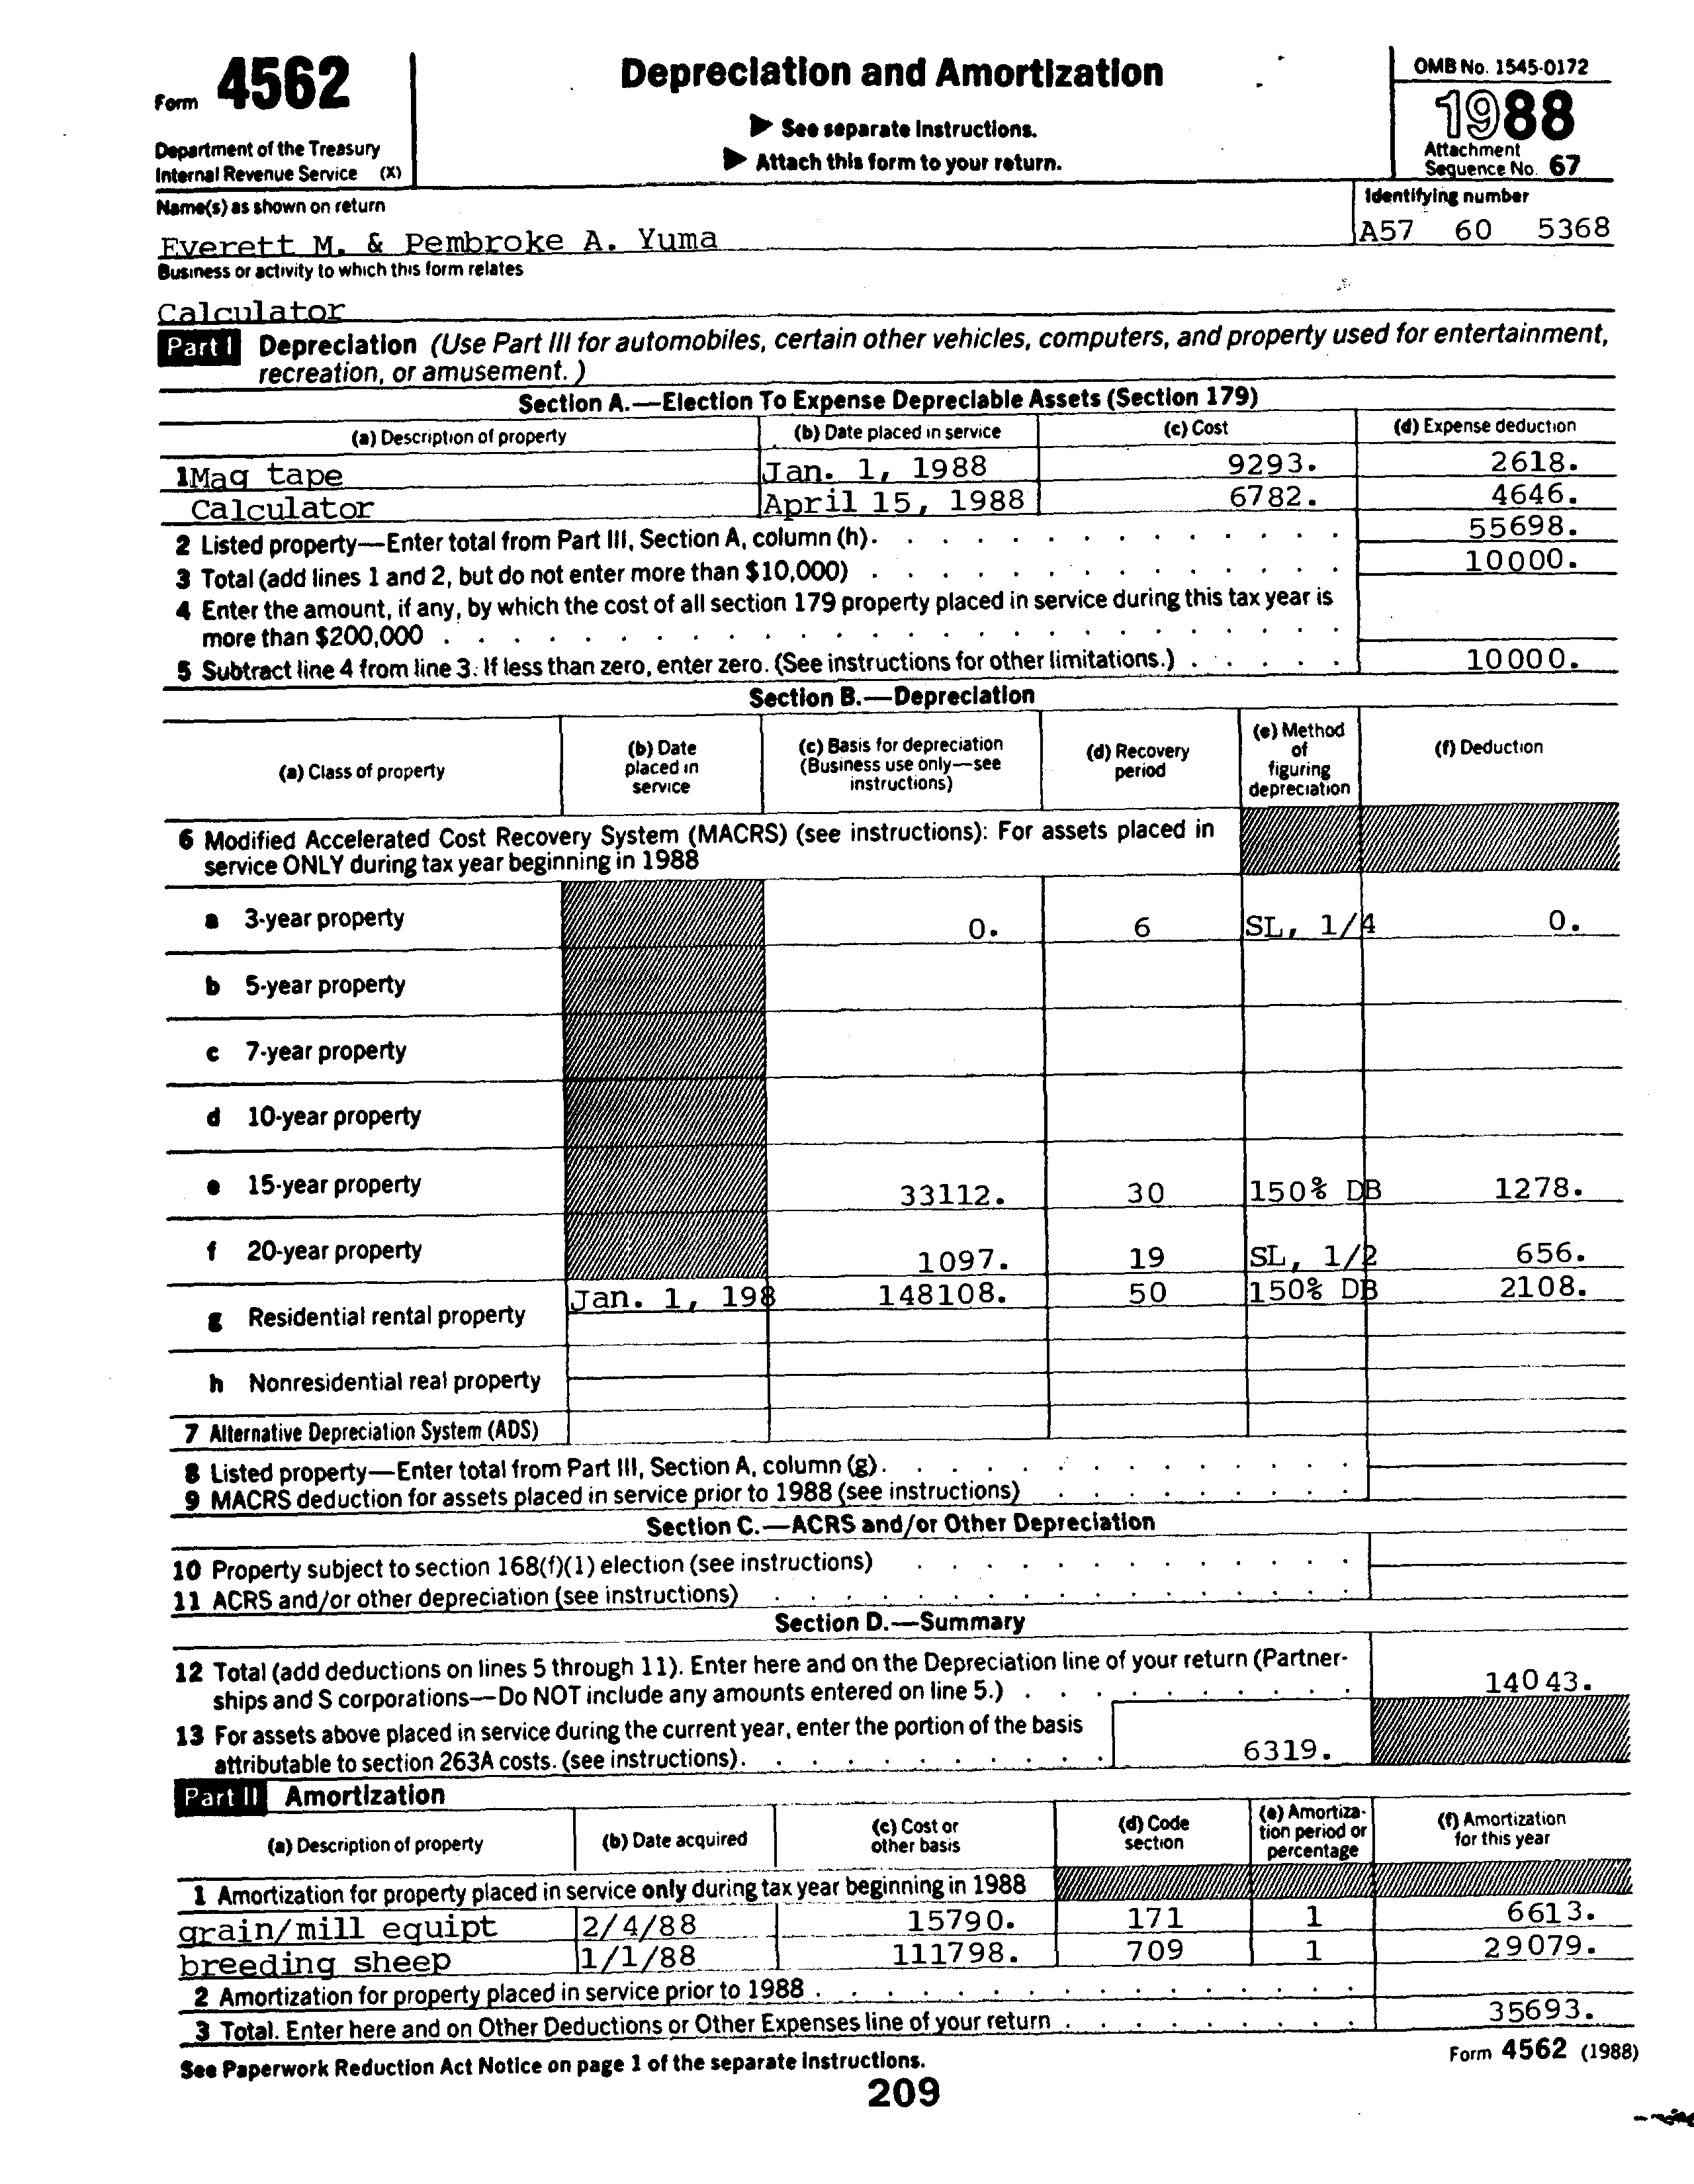 Form 4562
Depreciation and Amortization
OMB No. 1545-0172
1988
▶ See separate Instructions.
▶ Attach this form to your return.
Department of the Treasury
Internal Revenue Service (X)
Attachment
Sequence No. 67
Name(s) as shown on return
Identifying number
Everett M. & Pembroke A. Yuma
A57 60 5368
Business or activity to which this form relates
Calculator
Part I Depreciation (Use Part III for automobiles, certain other vehicles, computers, and property used for entertainment,
recreation, or amusement.)
Section A.—Election To Expense Depreciable Assets (Section 179)
(a) Description of property (b) Date placed in service (c) Cost (d) Expense deduction
1 Mag tape Jan. 1, 1988 9293. 2618.
Calculator April 15, 1988 6782. 4646.
2 Listed property—Enter total from Part III, Section A, column (h). 55698.
3 Total (add lines 1 and 2, but do not enter more than $10,000) 10000.
4 Enter the amount, if any, by which the cost of all section 179 property placed in service during this tax year is
more than $200,000
5 Subtract line 4 from line 3. If less than zero, enter zero. (See instructions for other limitations.) 10000.
Section B.—Depreciation
(a) Class of property
(b) Date
placed in
service
(c) Basis for depreciation
(Business use only—see
instructions)
(d) Recovery
period
(e) Method
of
figuring
depreciation
(f) Deduction
6 Modified Accelerated Cost Recovery System (MACRS) (see instructions): For assets placed in
service ONLY during tax year beginning in 1988
a 3-year property 0. 6 SL, 1/4 0.
b 5-year property
c 7-year property
d 10-year property
e 15-year property 33112. 30 150% DB 1278.
f 20-year property 1097. 19 SL, 1/2 656.
Jan. 1, 198 148108. 50 150% DB 2108.
g Residential rental property
h Nonresidential real property
7 Alternative Depreciation System (ADS)
8 Listed property—Enter total from Part III, Section A, column (g).
9 MACRS deduction for assets placed in service prior to 1988 (see instructions)
Section C.—ACRS and/or Other Depreciation
10 Property subject to section 168(f)(1) election (see instructions)
11 ACRS and/or other depreciation (see instructions)
Section D.—Summary
12 Total (add deductions on lines 5 through 11). Enter here and on the Depreciation line of your return (Partner-
ships and S corporations—Do NOT include any amounts entered on line 5.) 14043.
13 For assets above placed in service during the current year, enter the portion of the basis
attributable to section 263A costs. (see instructions). 6319.
Part II Amortization
(a) Description of property
(b) Date acquired
(c) Cost or
other basis
(d) Code
section
(e) Amortiza-
tion period or
percentage
(f) Amortization
for this year
1 Amortization for property placed in service only during tax year beginning in 1988
grain/mill equipt 2/4/88 15790. 171 1 6613.
breeding sheep 1/1/88 111798. 709 1 29079.
2 Amortization for property placed in service prior to 1988
3 Total. Enter here and on Other Deductions or Other Expenses line of your return 35693.
See Paperwork Reduction Act Notice on page 1 of the separate instructions.
Form 4562 (1988)
209